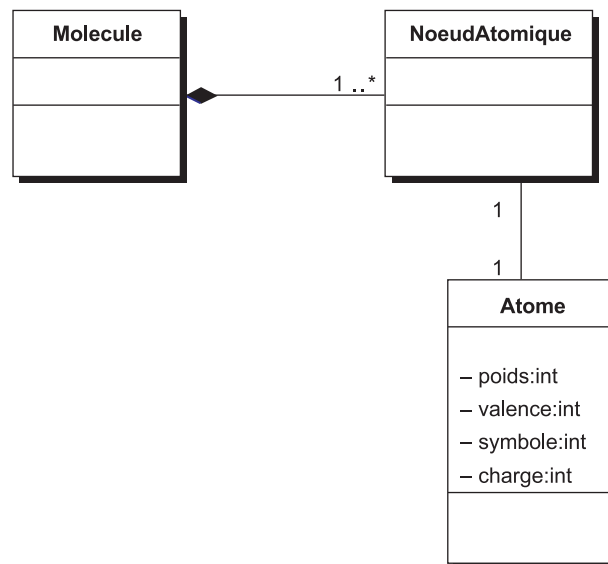 Molecule
NoeudAtomique
1 ..*
1
1
Atome
– poids:int
– valence:int
– symbole:int
– charge:int